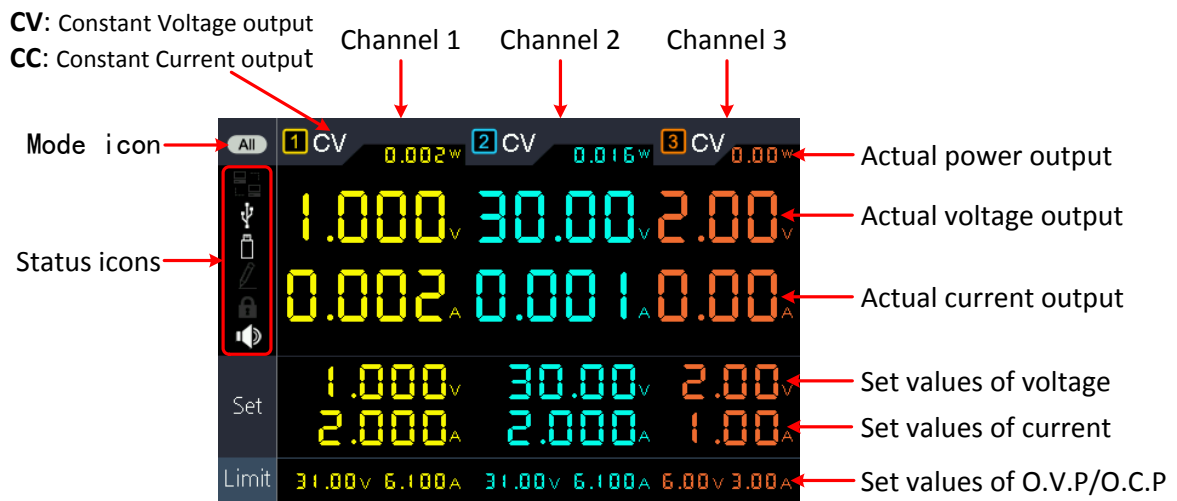 CV: Constant Voltage output
CC: Constant Current output
Channel 1 Channel 2 Channel 3
Mode icon
All 1 CV 0.002W 2 CV 0.016W 3 CV 0.00W
Actual power output
1.000V 30.00V 2.00V
Actual voltage output
Status icons
0.002A 0.001A 0.00A
Actual current output
Set
1.000V 30.00V 2.00V
Set values of voltage
2.000A 2.000A 1.00A
Set values of current
Limit 31.00V 6.100A 31.00V 6.100A 6.00V 3.00A
Set values of O.V.P/O.C.P